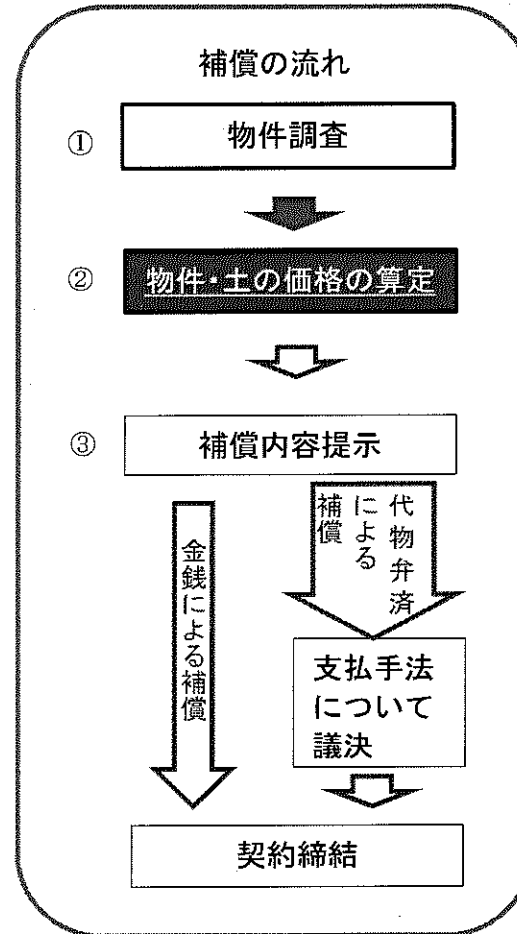 補償の流れ
①
物件調査
②
物件・土の価格の算定
③
補償内容提示
金銭による補償
代物弁済
による
補償
支払手法
について
議決
契約締結